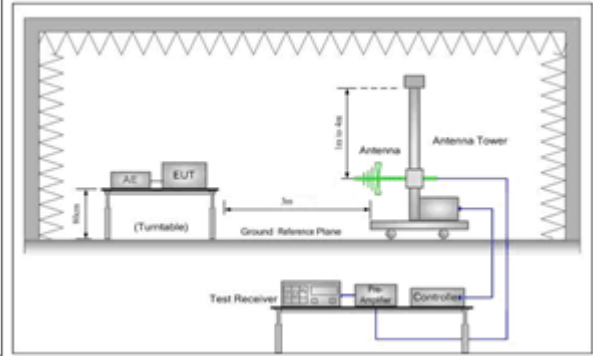 1m to 4m
Antenna
Antenna Tower
AE
EUT
80cm
3m
(Turntable)
Ground Reference Plane
Test Receiver
Pre-
Amplifier
Controller